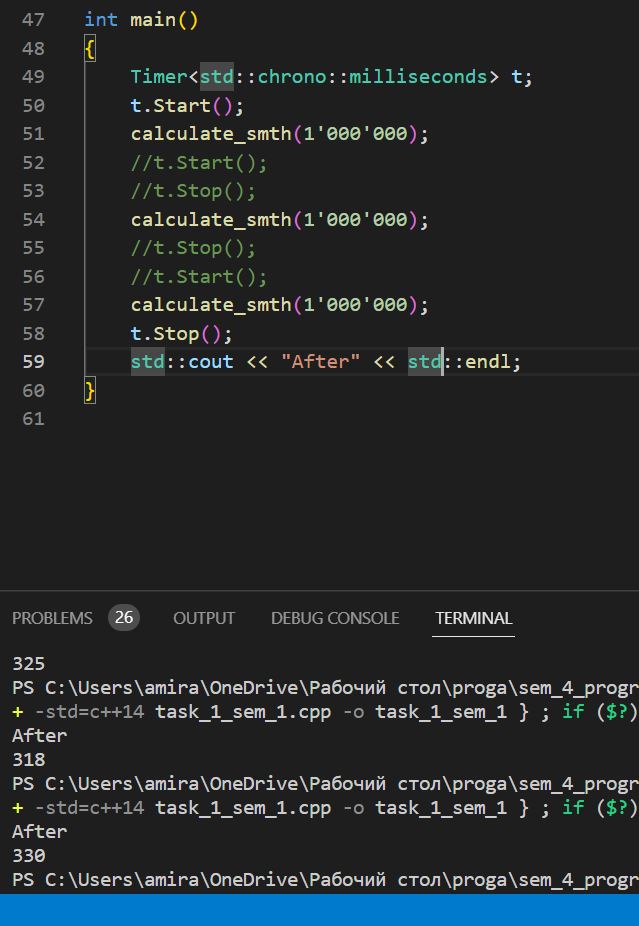 47 int main()
48 {
49 Timer<std::chrono::milliseconds> t;
50 t.Start();
51 calculate_smth(1'000'000);
52 //t.Start();
53 //t.Stop();
54 calculate_smth(1'000'000);
55 //t.Stop();
56 //t.Start();
57 calculate_smth(1'000'000);
58 t.Stop();
59 std::cout << "After" << std::endl;
60 }
61
PROBLEMS 26 OUTPUT DEBUG CONSOLE TERMINAL
325
PS C:\Users\amira\OneDrive\Рабочий стол\proga\sem_4_progr
+ -std=c++14 task_1_sem_1.cpp -o task_1_sem_1 } ; if ($?)
After
318
PS C:\Users\amira\OneDrive\Рабочий стол\proga\sem_4_progr
+ -std=c++14 task_1_sem_1.cpp -o task_1_sem_1 } ; if ($?)
After
330
PS C:\Users\amira\OneDrive\Рабочий стол\proga\sem_4_progr